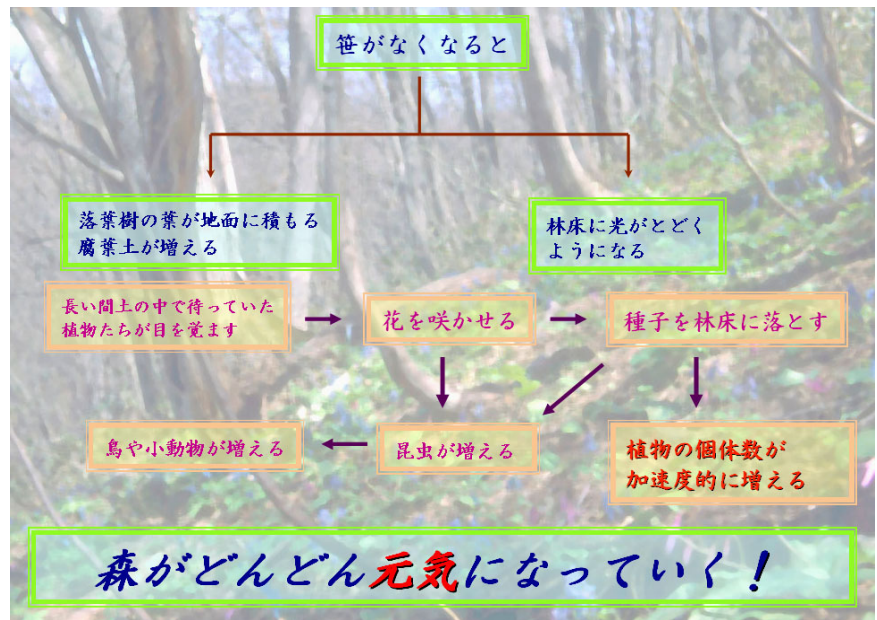 笹がなくなると
落葉樹の葉が地面に積もる
腐葉土が増える
林床に光がとどく
ようになる
長い間土の中で待っていた
植物たちが目を覚ます
花を咲かせる
種子を林床に落とす
鳥や小動物が増える
昆虫が増える
植物の個体数が
加速度的に増える
森がどんどん元気になっていく！